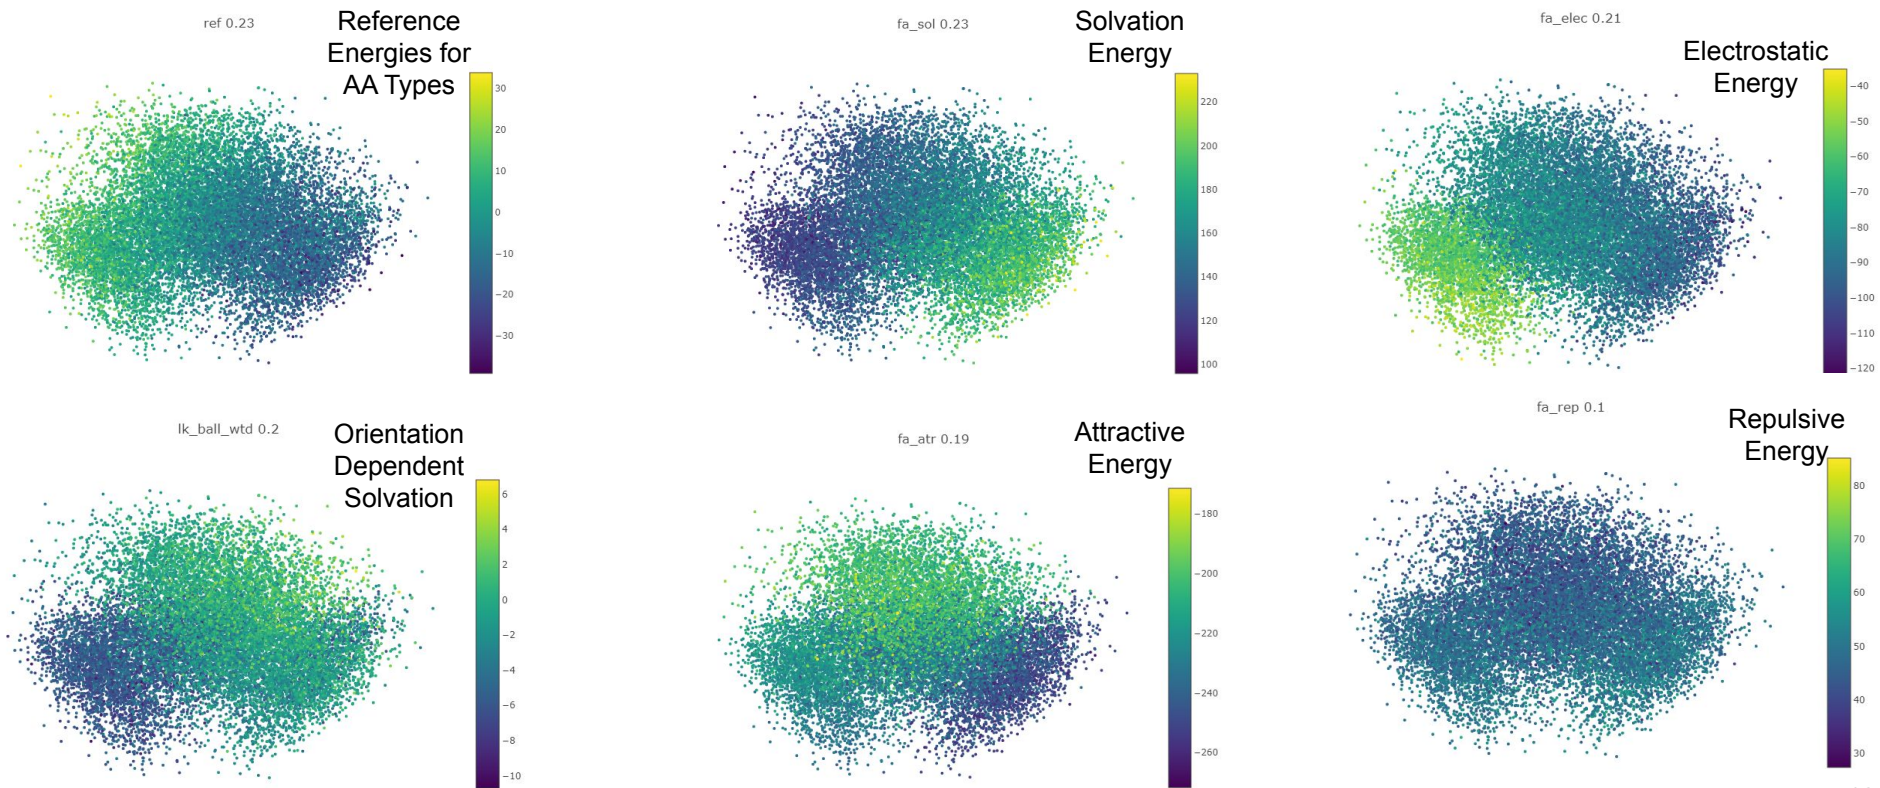 ref 0.23
Reference
Energies for
AA Types
30
20
10
0
−10
−20
−30
fa_sol 0.23
Solvation
Energy
220
200
180
160
140
120
100
fa_elec 0.21
Electrostatic
Energy
−40
−50
−60
−70
−80
−90
−100
−110
−120
lk_ball_wtd 0.2
Orientation
Dependent
Solvation
6
4
2
0
−2
−4
−6
−8
−10
fa_atr 0.19
Attractive
Energy
−180
−200
−220
−240
−260
fa_rep 0.1
Repulsive
Energy
80
70
60
50
40
30